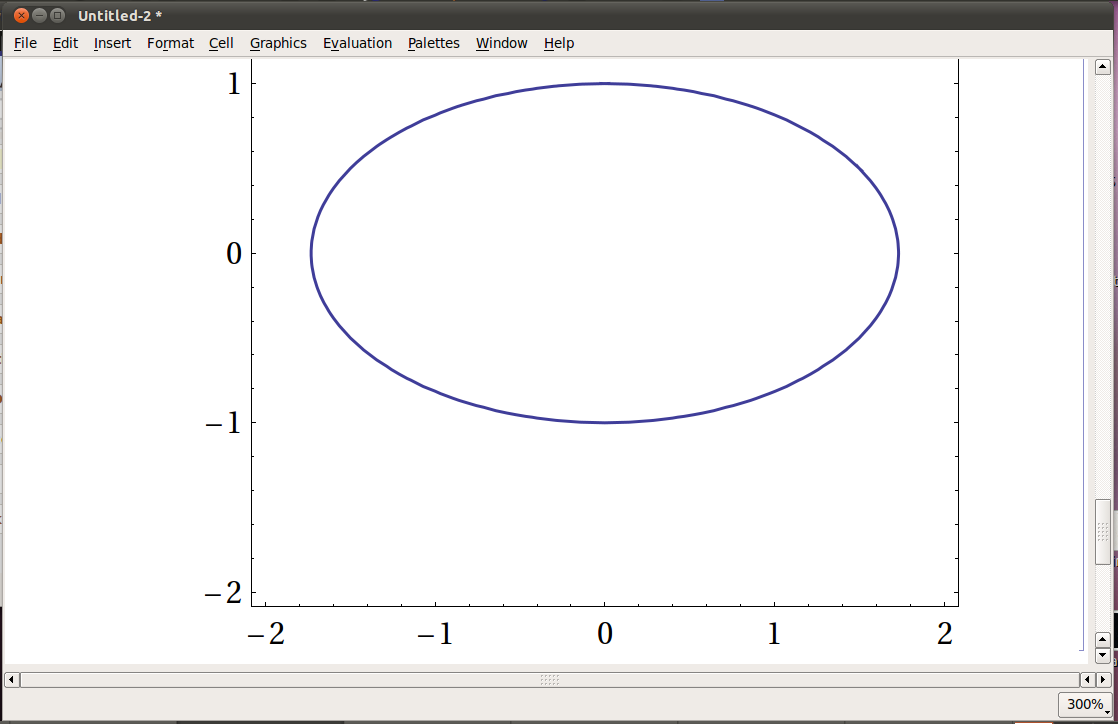 Untitled-2 *
File Edit Insert Format Cell Graphics Evaluation Palettes Window Help
1
0
−1
−2
−2 −1 0 1 2
300%